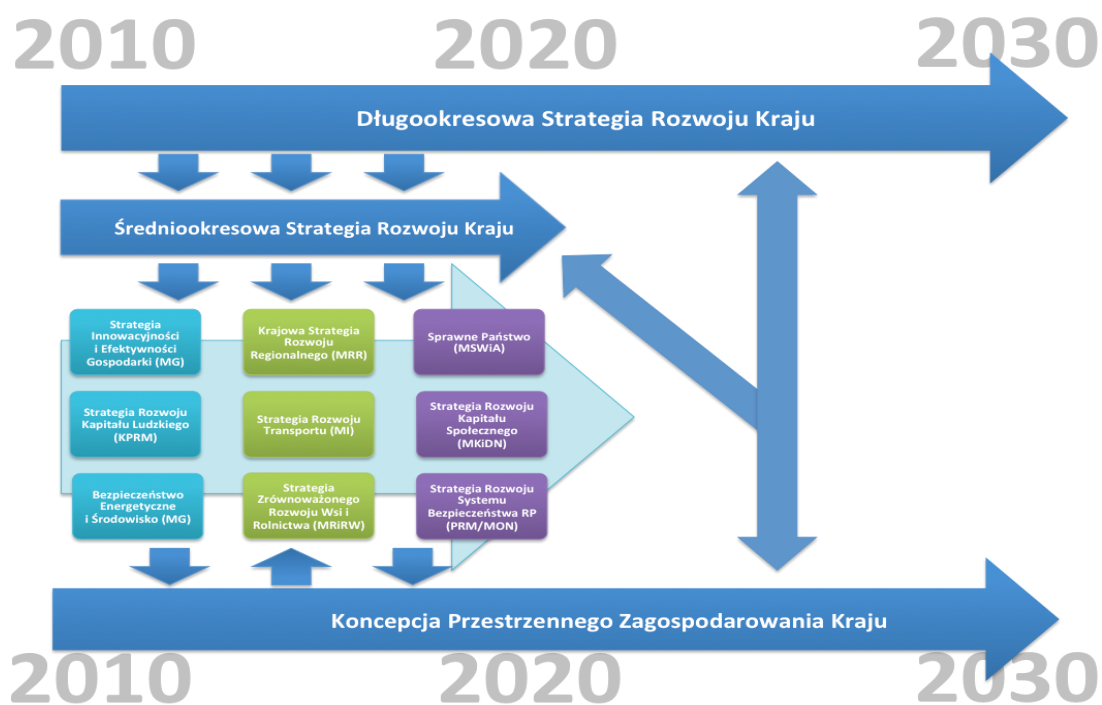 2010
2020
2030
Długookresowa Strategia Rozwoju Kraju
Średniookresowa Strategia Rozwoju Kraju
Strategia
Innowacyjności
i Efektywności
Gospodarki (MG)
Krajowa Strategia
Rozwoju
Regionalnego (MRR)
Sprawne Państwo
(MSWiA)
Strategia Rozwoju
Kapitału Ludzkiego
(KPRM)
Strategia Rozwoju
Transportu (MI)
Strategia Rozwoju
Kapitału
Społecznego
(MKiDN)
Bezpieczeństwo
Energetyczne
i Środowisko (MG)
Strategia
Zrównoważonego
Rozwoju Wsi i
Rolnictwa (MRiRW)
Strategia Rozwoju
Systemu
Bezpieczeństwa RP
(PRM/MON)
Koncepcja Przestrzennego Zagospodarowania Kraju
2010
2020
2030